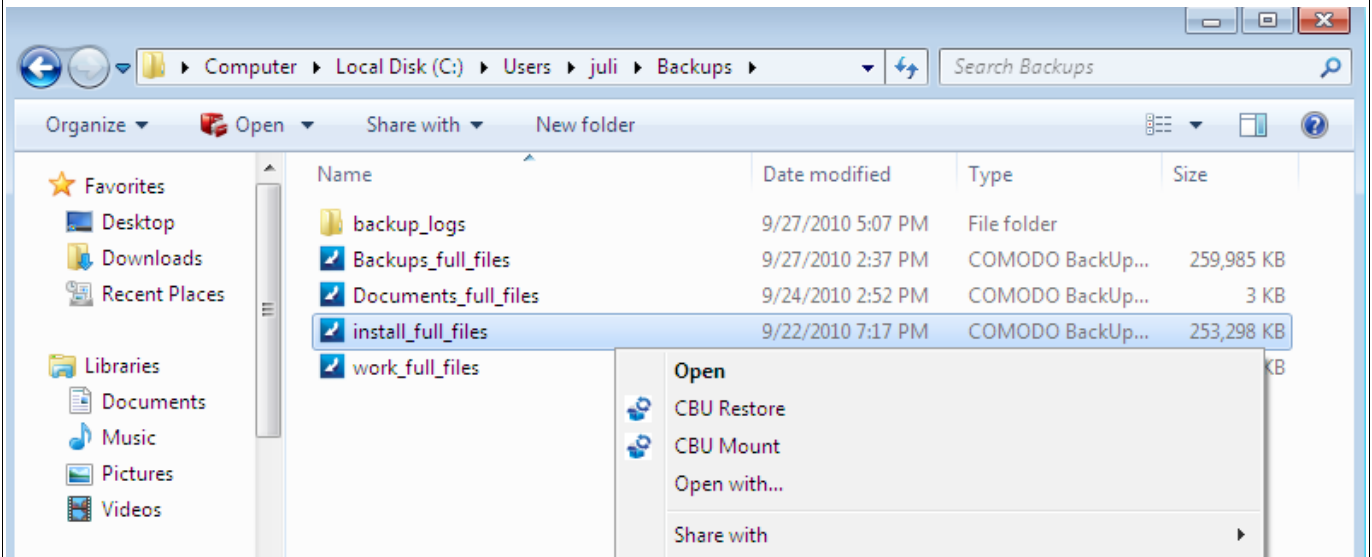 Computer Local Disk (C:) Users juli Backups Search Backups
Organize Open Share with New folder
Favorites
Desktop
Downloads
Recent Places
Libraries
Documents
Music
Pictures
Videos
Name Date modified Type Size
backup_logs 9/27/2010 5:07 PM File folder
Backups_full_files 9/27/2010 2:37 PM COMODO BackUp... 259,985 KB
Documents_full_files 9/24/2010 2:52 PM COMODO BackUp... 3 KB
install_full_files 9/22/2010 7:17 PM COMODO BackUp... 253,298 KB
work_full_files KB
Open
CBU Restore
CBU Mount
Open with...
Share with